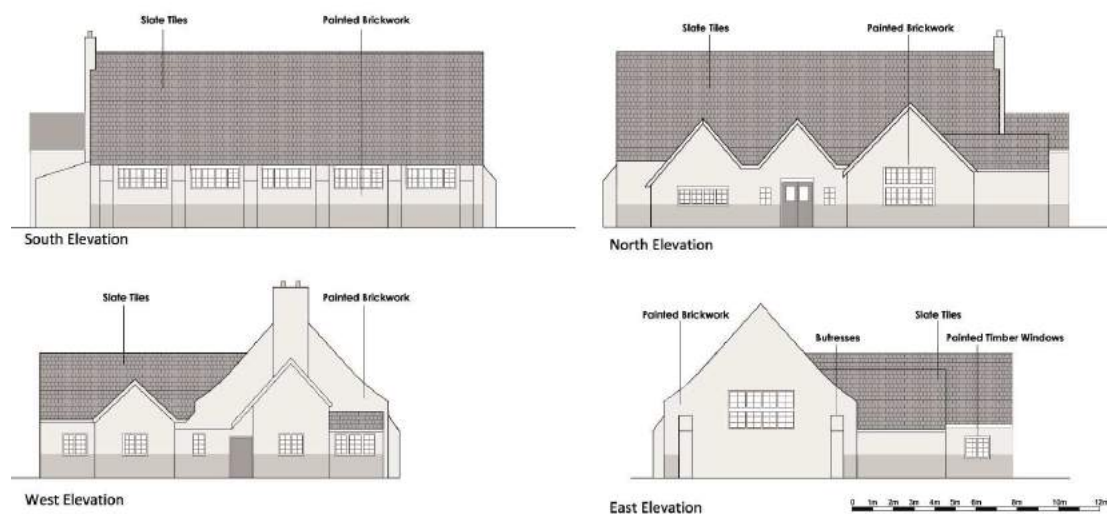 Slate Tiles
Painted Brickwork
South Elevation
Slate Tiles
Painted Brickwork
North Elevation
Slate Tiles
Painted Brickwork
West Elevation
Painted Brickwork
Butresses
Slate Tiles
Painted Timber Windows
East Elevation
0 1m 2m 3m 4m 5m 6m 8m 10m 12m